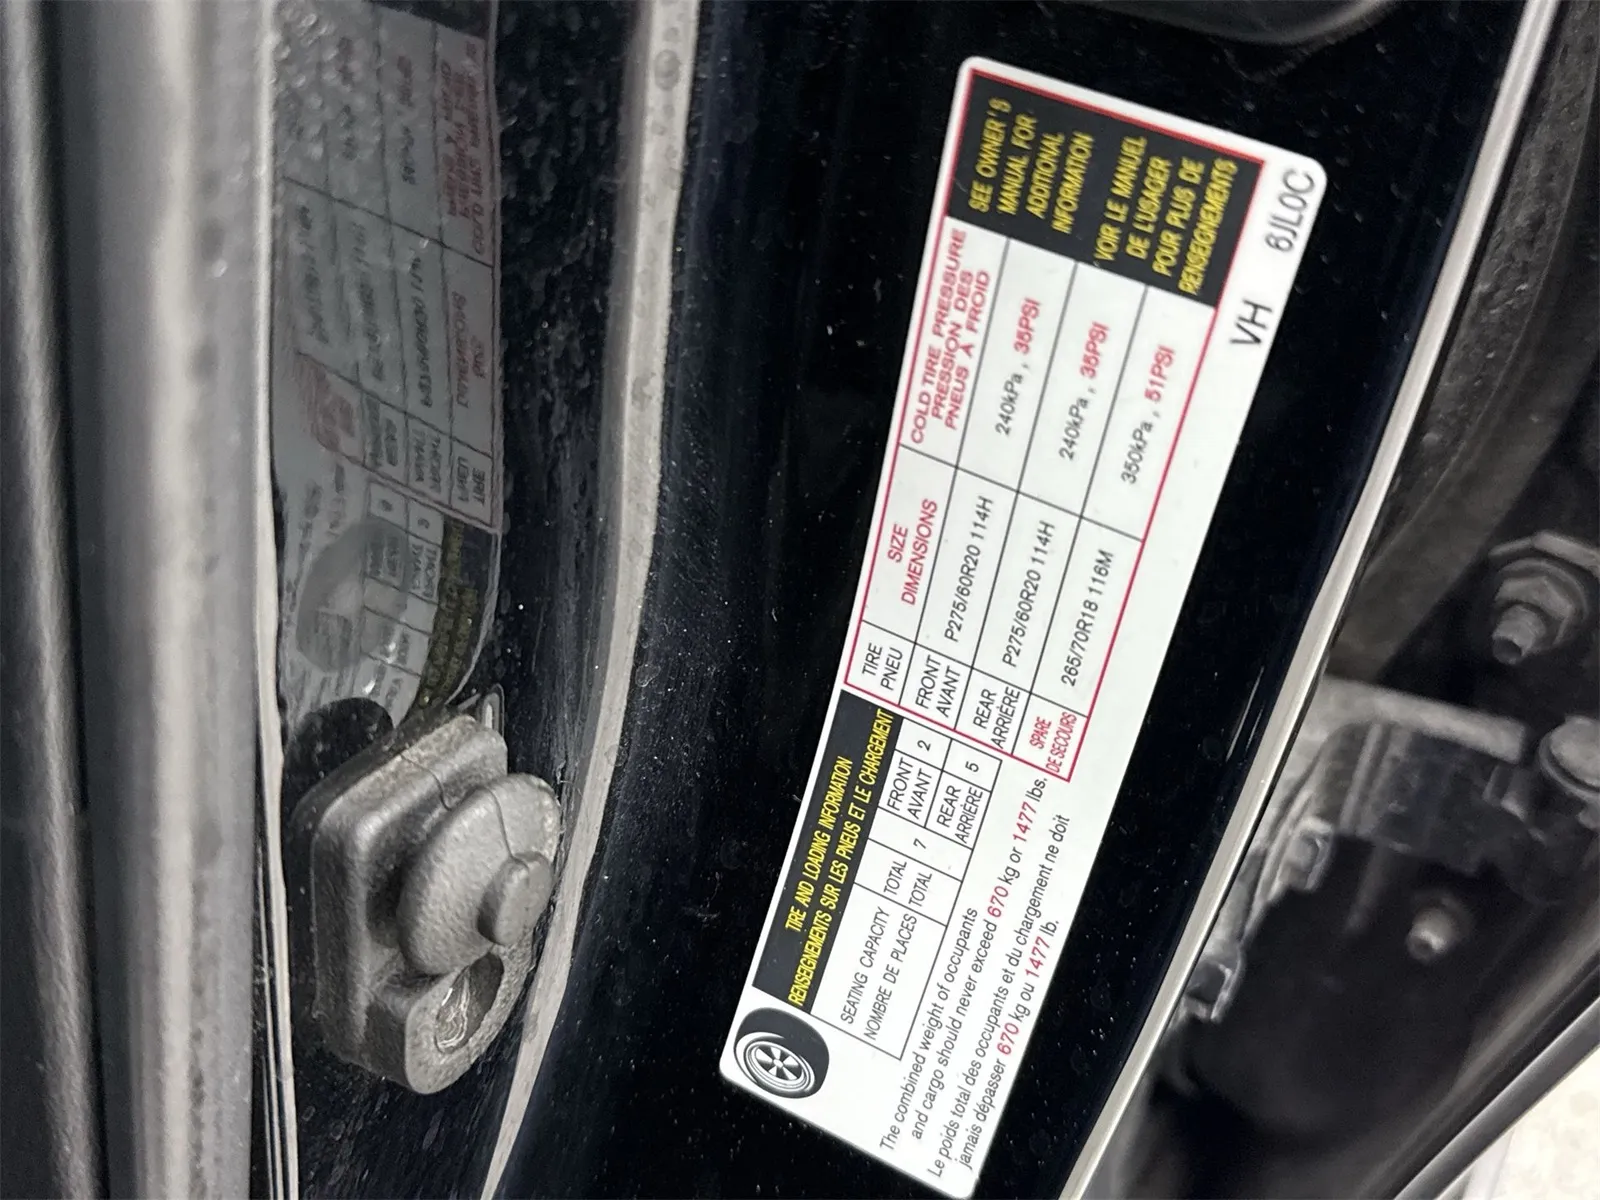 TIRE AND LOADING INFORMATION
RENSEIGNEMENTS SUR LES PNEUS ET LE CHARGEMENT
SEATING CAPACITY
NOMBRE DE PLACES
TOTAL
TOTAL
7
FRONT
AVANT
2
REAR
ARRIÈRE
5
The combined weight of occupants
and cargo should never exceed 670 kg or 1477 lbs.
Le poids total des occupants et du chargement ne doit
jamais dépasser 670 kg ou 1477 lb.
TIRE
PNEU
SIZE
DIMENSIONS
COLD TIRE PRESSURE
PRESSION DES
PNEUS À FROID
FRONT
AVANT
P275/60R20 114H
240kPa, 35PSI
REAR
ARRIÈRE
P275/60R20 114H
240kPa, 35PSI
SPARE
DE SECOURS
265/70R18 116M
350kPa, 51PSI
SEE OWNER'S
MANUAL FOR
ADDITIONAL
INFORMATION
VOIR LE MANUEL
DE L'USAGER
POUR PLUS DE
RENSEIGNEMENTS
VH 6JL0C